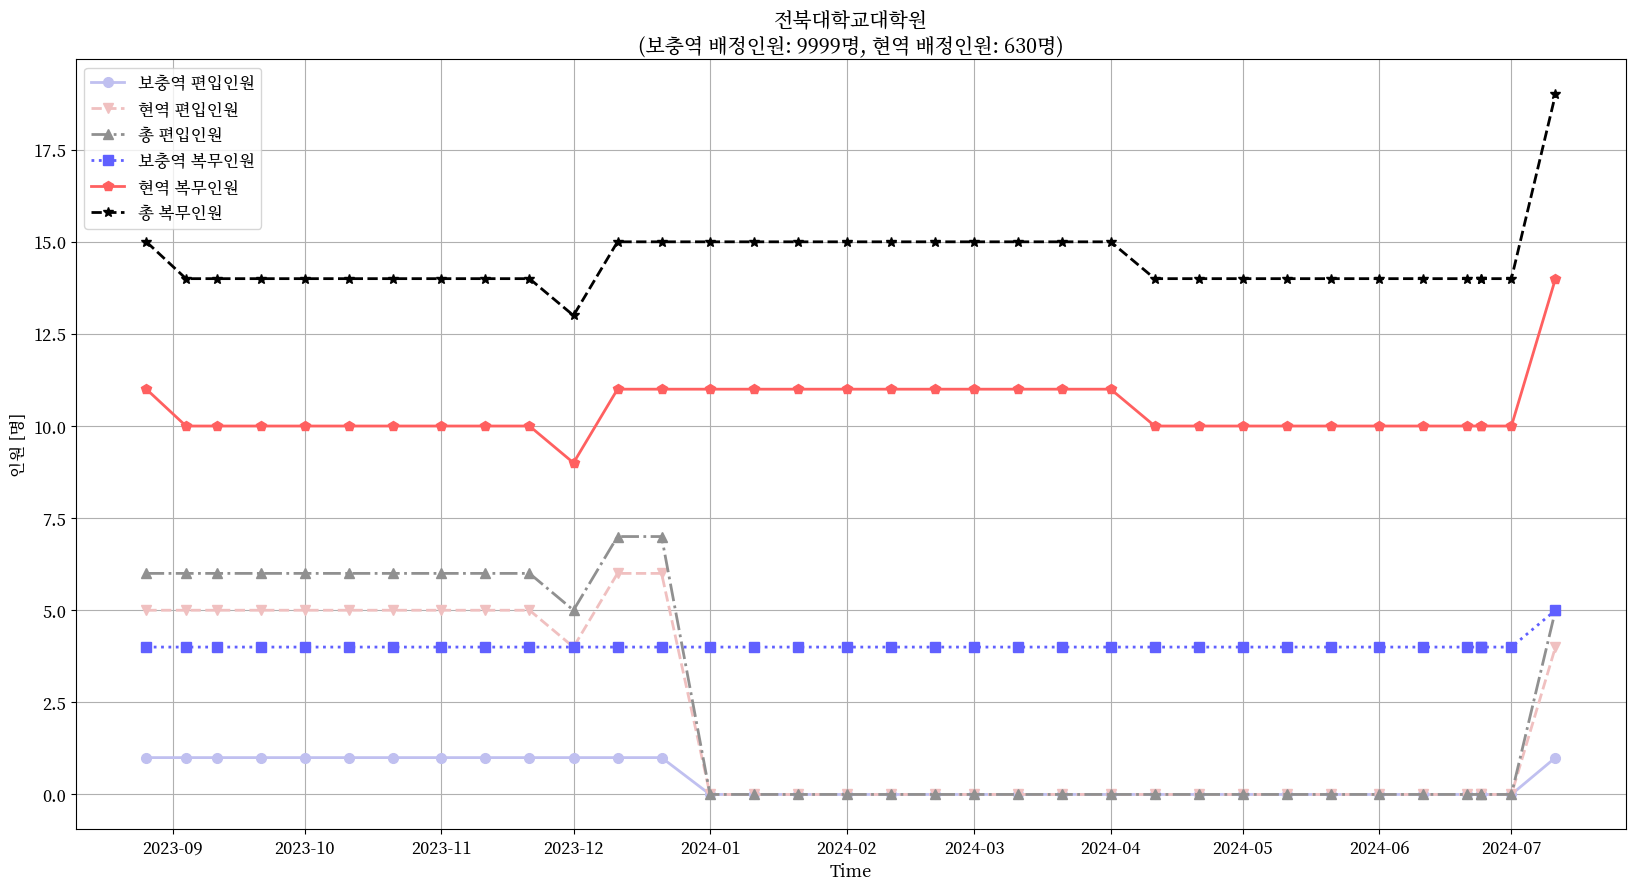 전북대학교대학원
(보충역 배정인원: 9999명, 현역 배정인원: 630명)
보충역 편입인원
현역 편입인원
총 편입인원
보충역 복무인원
현역 복무인원
총 복무인원
17.5
15.0
12.5
10.0
7.5
5.0
2.5
0.0
인원 [명]
2023-09 2023-10 2023-11 2023-12 2024-01 2024-02 2024-03 2024-04 2024-05 2024-06 2024-07
Time